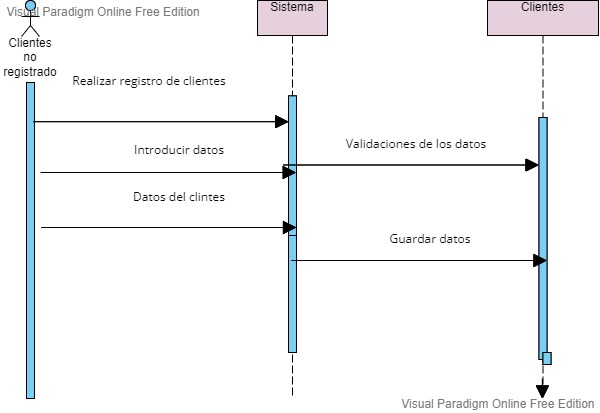 Visual Paradigm Online Free Edition
Sistema
Clientes
Clientes
no
registrado
Realizar registro de clientes
Validaciones de los datos
Introducir datos
Datos del clintes
Guardar datos
Visual Paradigm Online Free Edition